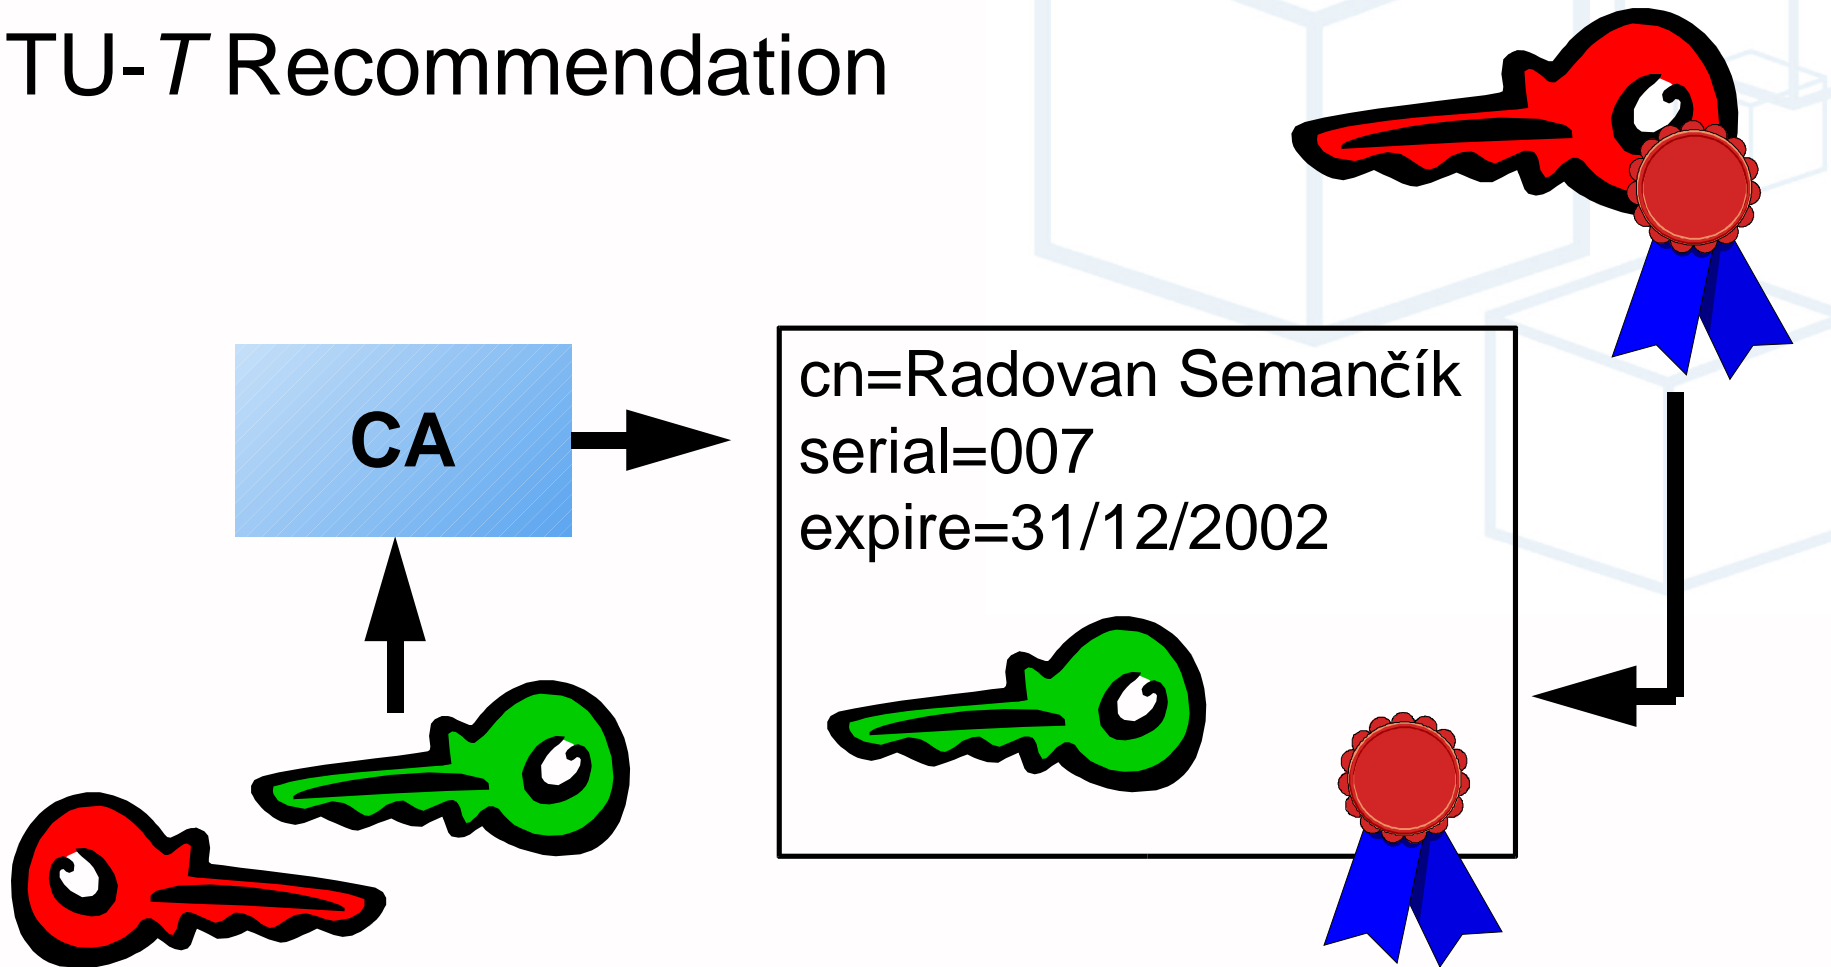 TU-T Recommendation
CA
cn=Radovan Semančík
serial=007
expire=31/12/2002